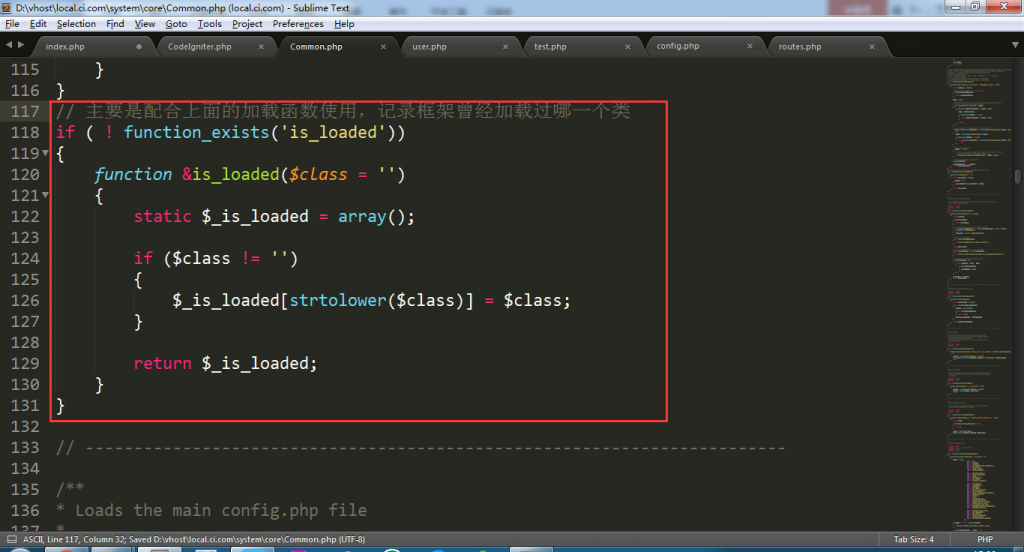 D:\vhost\local.ci.com\system\core\Common.php (local.ci.com) - Sublime Text
File Edit Selection Find View Goto Tools Project Preferences Help
index.php CodeIgniter.php Common.php user.php test.php config.php routes.php
115 }
116 }
117 // 主要是配合上面的加载函数使用，记录框架曾经加载过哪一个类
118 if ( ! function_exists('is_loaded'))
119 {
120 function &is_loaded($class = '')
121 {
122 static $_is_loaded = array();
123
124 if ($class != '')
125 {
126 $_is_loaded[strtolower($class)] = $class;
127 }
128
129 return $_is_loaded;
130 }
131 }
132
133 // ------------------------------------------------------------------------
134
135 /**
136 * Loads the main config.php file
137 *
ASCII, Line 117, Column 32; Saved D:\vhost\local.ci.com\system\core\Common.php (UTF-8) Tab Size: 4 PHP